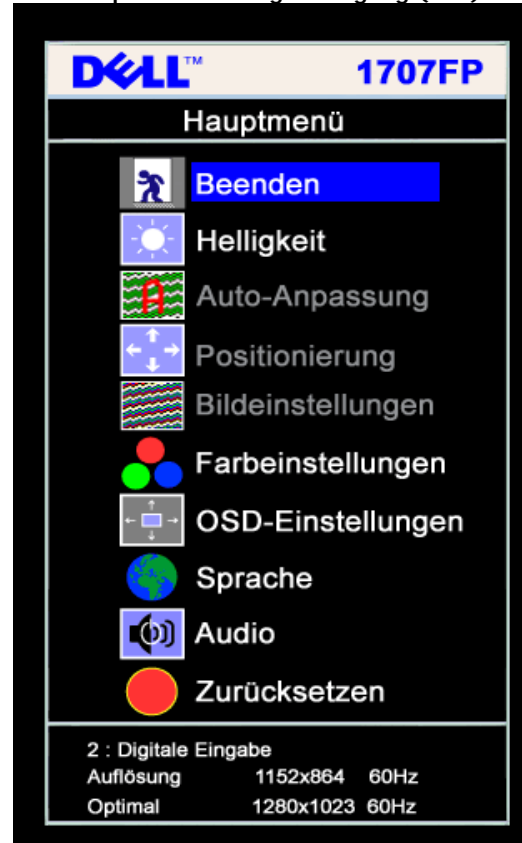 DELL™ 1707FP
Hauptmenü
Beenden
Helligkeit
Auto-Anpassung
Positionierung
Bildeinstellungen
Farbeinstellungen
OSD-Einstellungen
Sprache
Audio
Zurücksetzen
2 : Digitale Eingabe
Auflösung 1152x864 60Hz
Optimal 1280x1023 60Hz